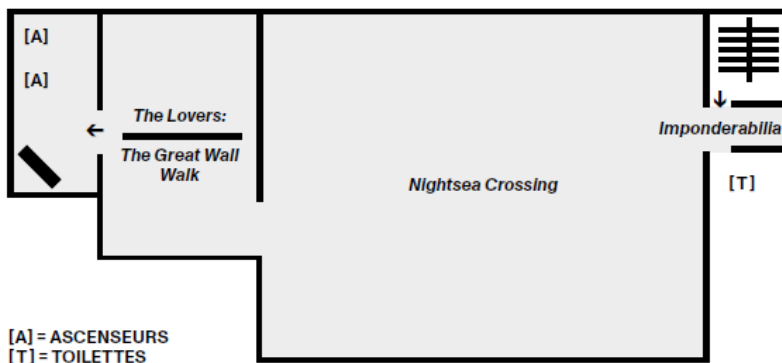 [A]
[A]
←
The Lovers:
The Great Wall
Walk
Nightsea Crossing
↓
Imponderabilia
[T]
[A] = ASCENSEURS
[T] = TOILETTES